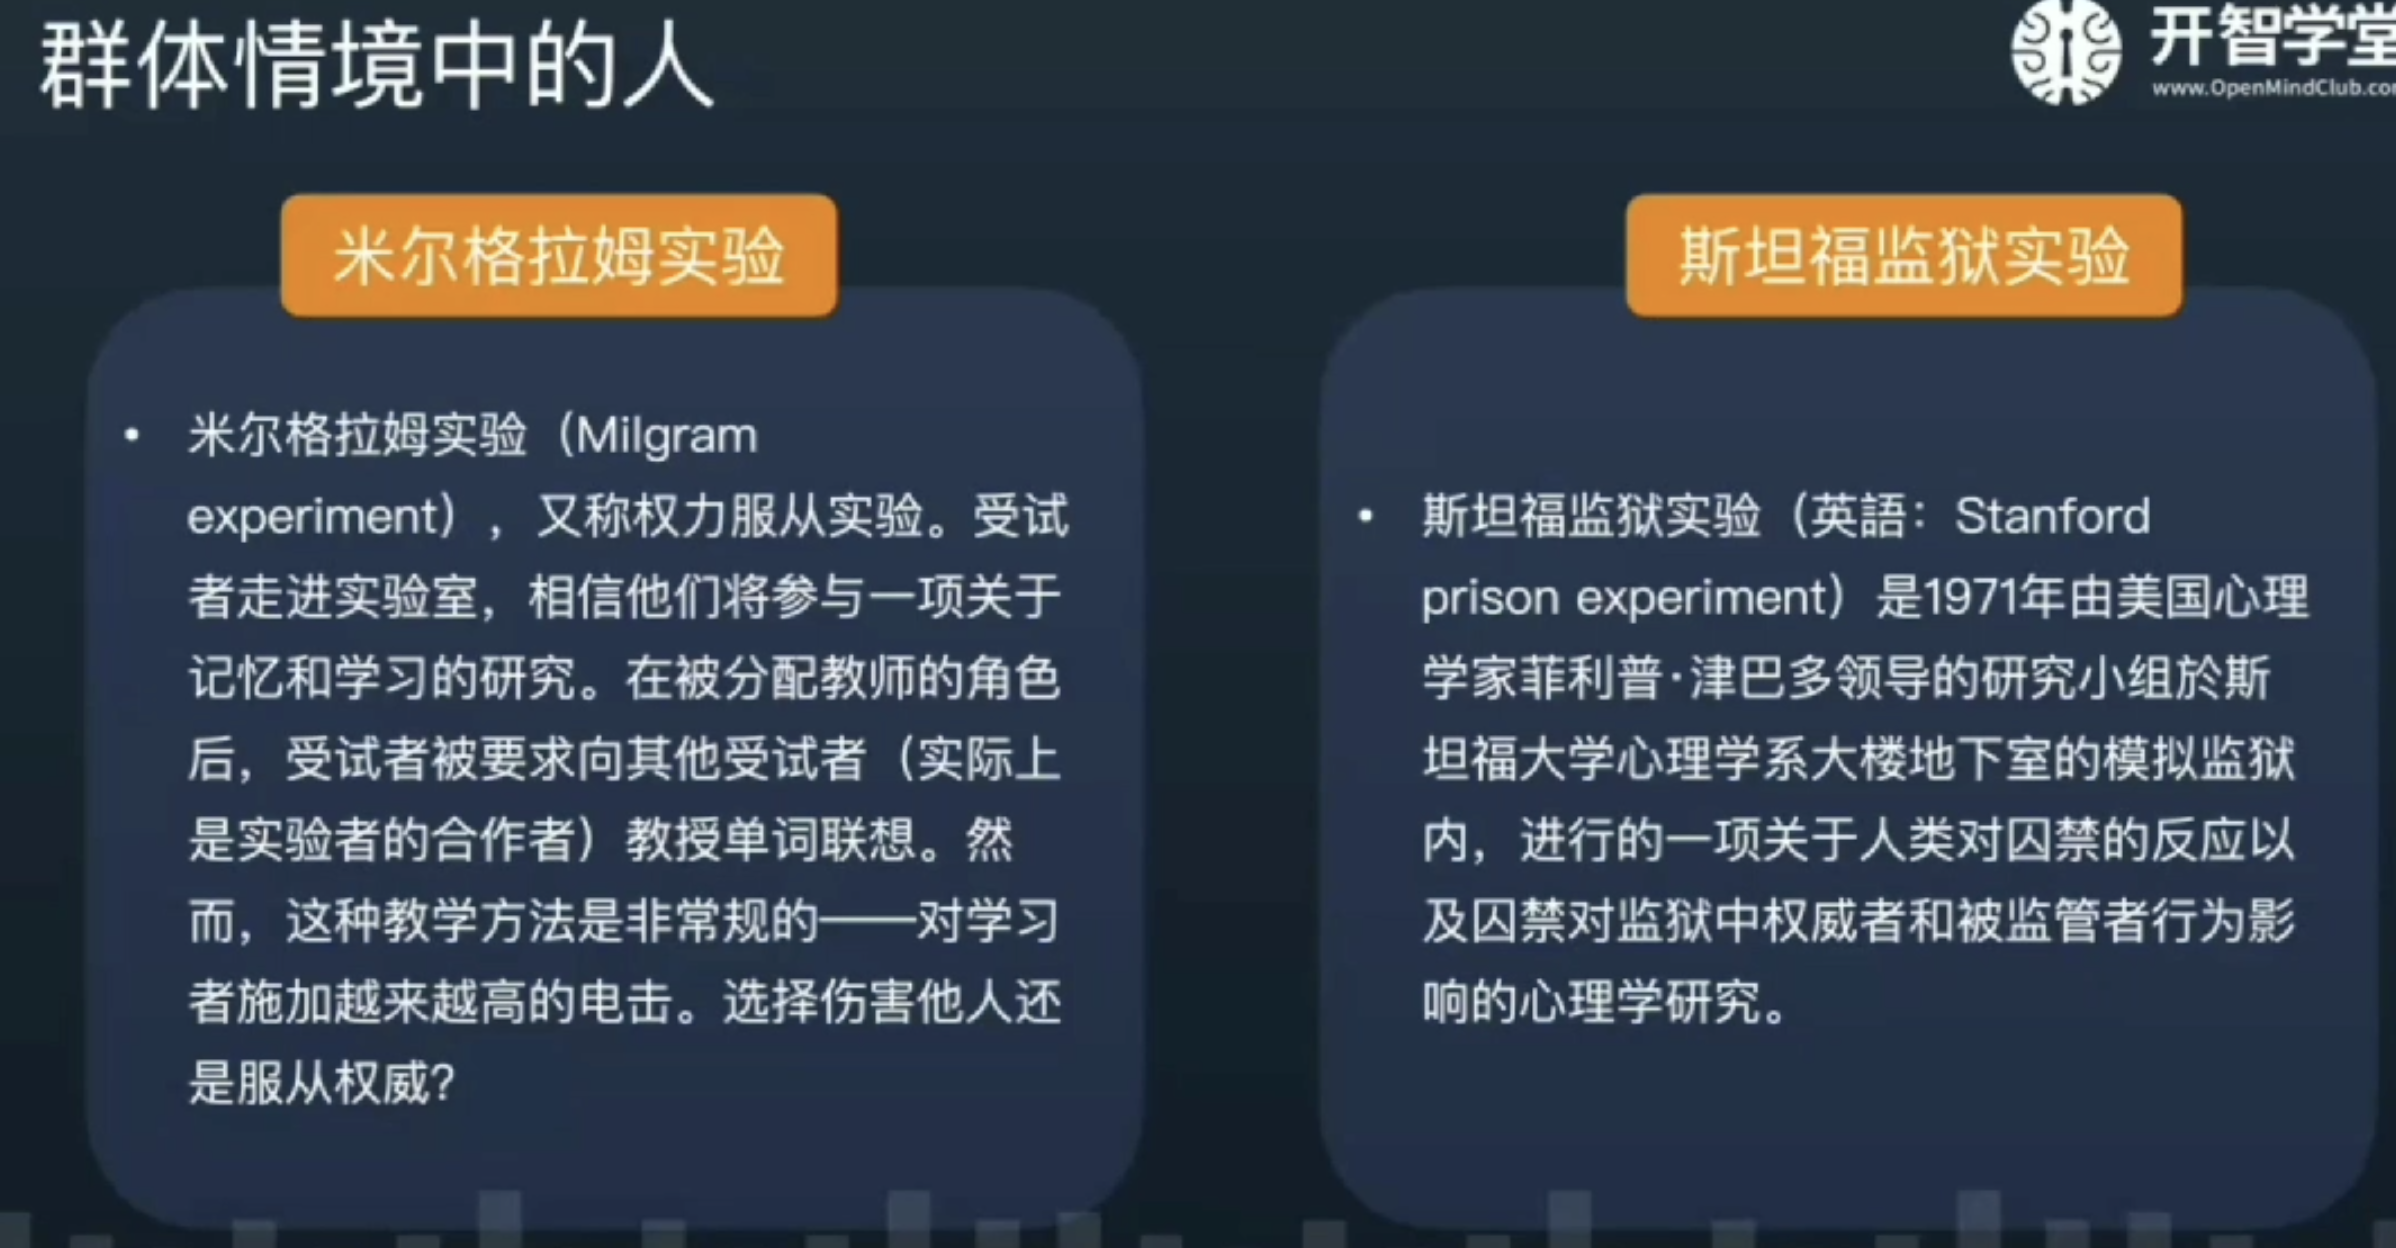 群体情境中的人
开智学堂
www.OpenMindClub.com
米尔格拉姆实验
• 米尔格拉姆实验（Milgram
experiment），又称权力服从实验。受试
者走进实验室，相信他们将参与一项关于
记忆和学习的研究。在被分配教师的角色
后，受试者被要求向其他受试者（实际上
是实验者的合作者）教授单词联想。然
而，这种教学方法是非常规的——对学习
者施加越来越高的电击。选择伤害他人还
是服从权威？
斯坦福监狱实验
• 斯坦福监狱实验（英語：Stanford
prison experiment）是1971年由美国心理
学家菲利普·津巴多领导的研究小组於斯
坦福大学心理学系大楼地下室的模拟监狱
内，进行的一项关于人类对囚禁的反应以
及囚禁对监狱中权威者和被监管者行为影
响的心理学研究。